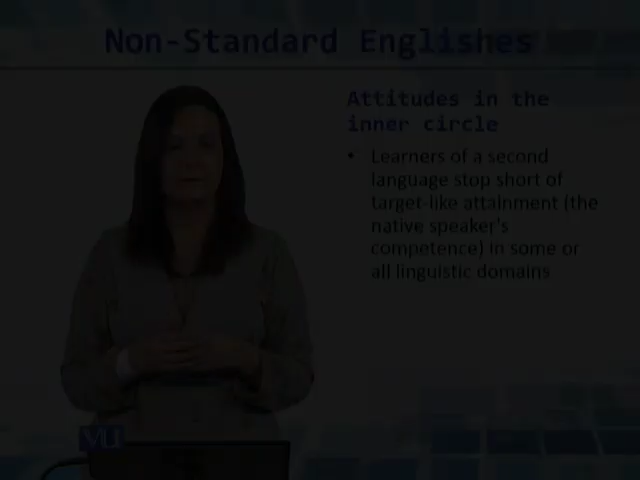 Non-Standard Englishes
Attitudes in the
inner circle
• Learners of a second
language stop short of
target-like attainment (the
native speaker's
competence) in some or
all linguistic domains
VU